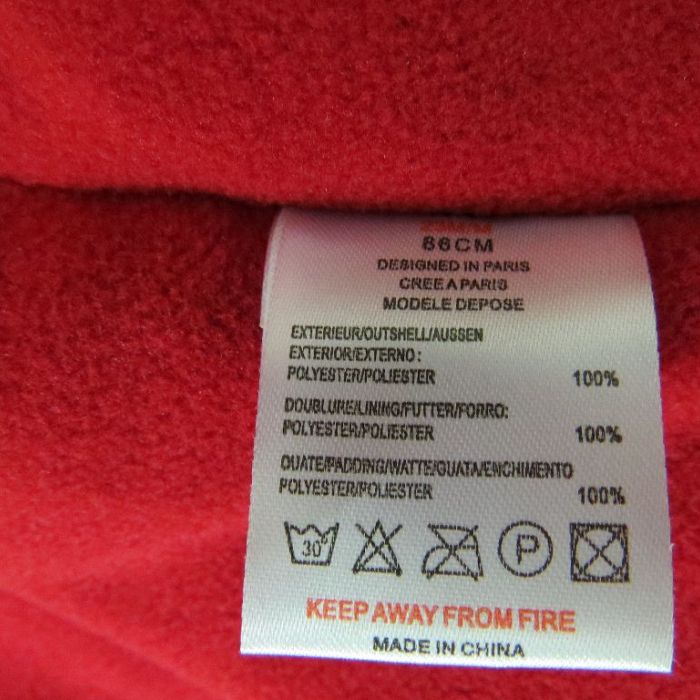 86CM
DESIGNED IN PARIS
CREE A PARIS
MODELE DEPOSE
EXTERIEUR/OUTSHELL/AUSSEN
EXTERIOR/EXTERNO:
POLYESTER/POLIESTER 100%
DOUBLURE/LINING/FUTTER/FORRO:
POLYESTER/POLIESTER 100%
OUATE/PADDING/WATTE/GUATA/ENCHIMENTO
POLYESTER/POLIESTER 100%
30° P
KEEP AWAY FROM FIRE
MADE IN CHINA